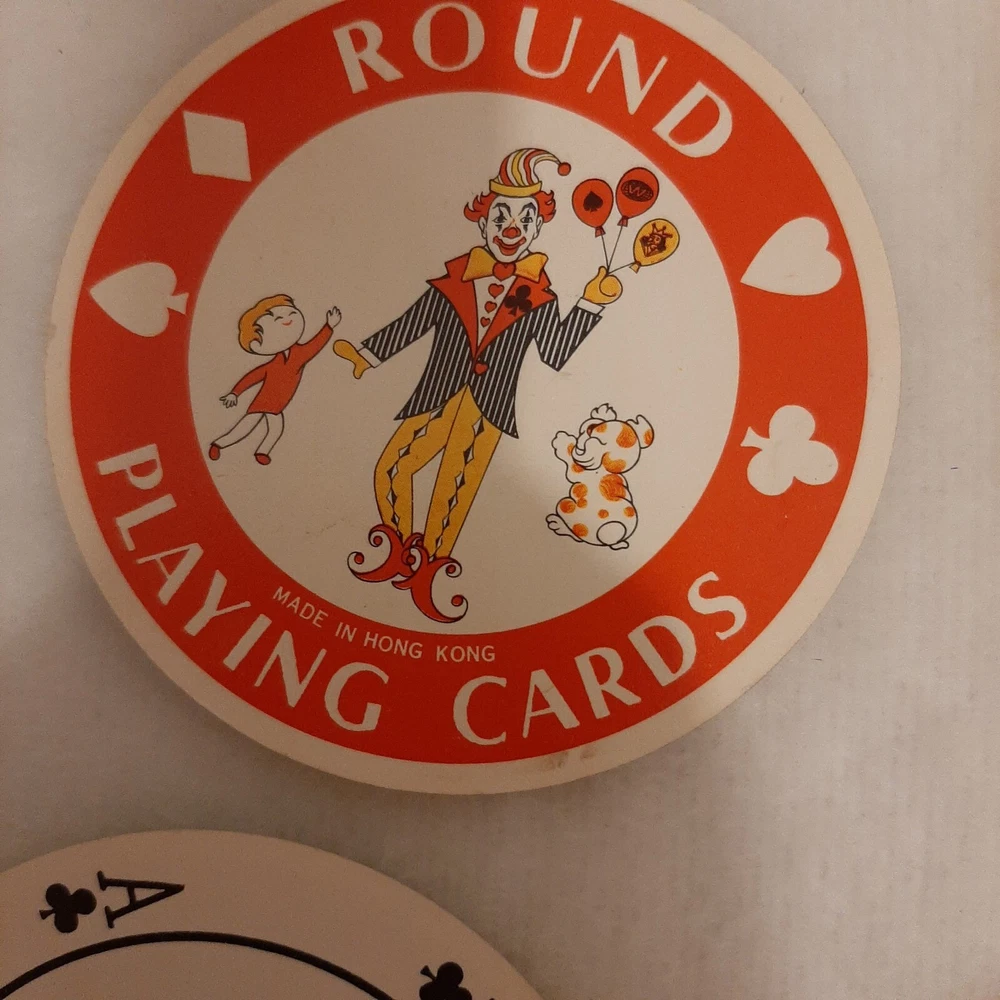 ROUND
PLAYING CARDS
MADE IN HONG KONG
W
A